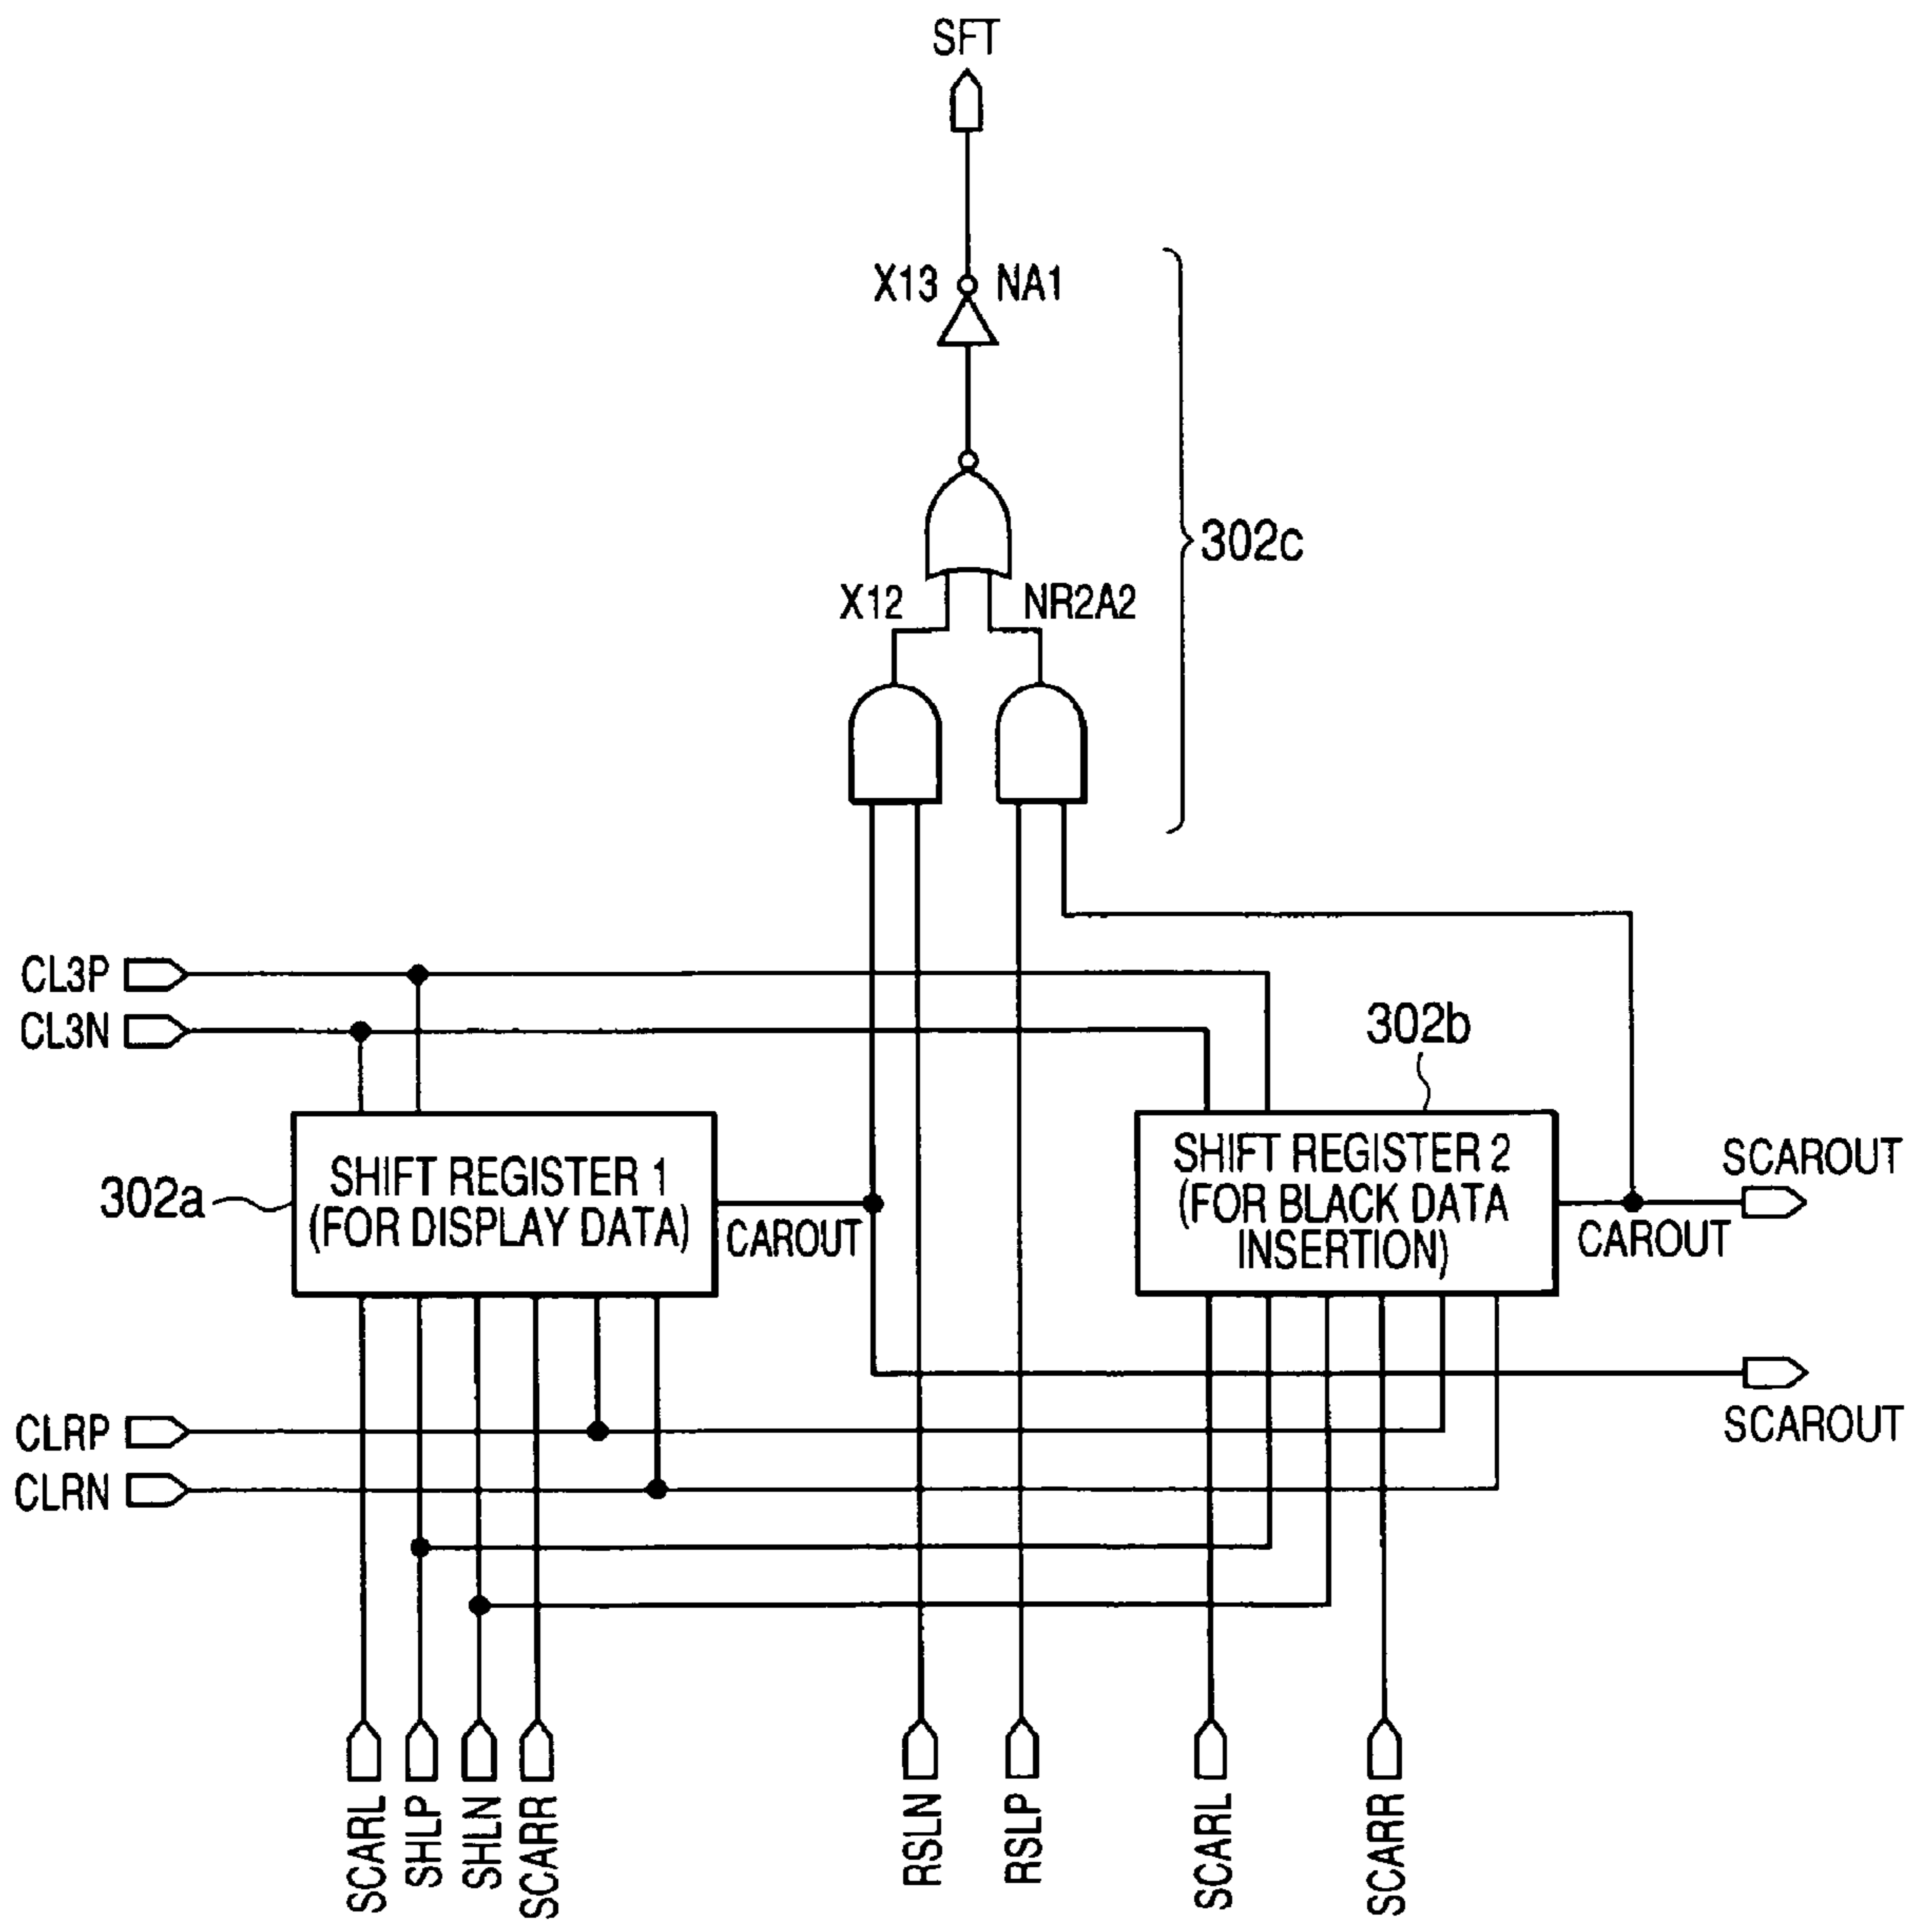 SFT
X13
NA1
302c
X12
NR2A2
CL3P
CL3N
302b
302a
SHIFT REGISTER 1
(FOR DISPLAY DATA)
CAROUT
SHIFT REGISTER 2
(FOR BLACK DATA
INSERTION)
CAROUT
SCAROUT
SCAROUT
CLRP
CLRN
SCARL
SHLP
SHLN
SCARR
RSLN
RSLP
SCARL
SCARR